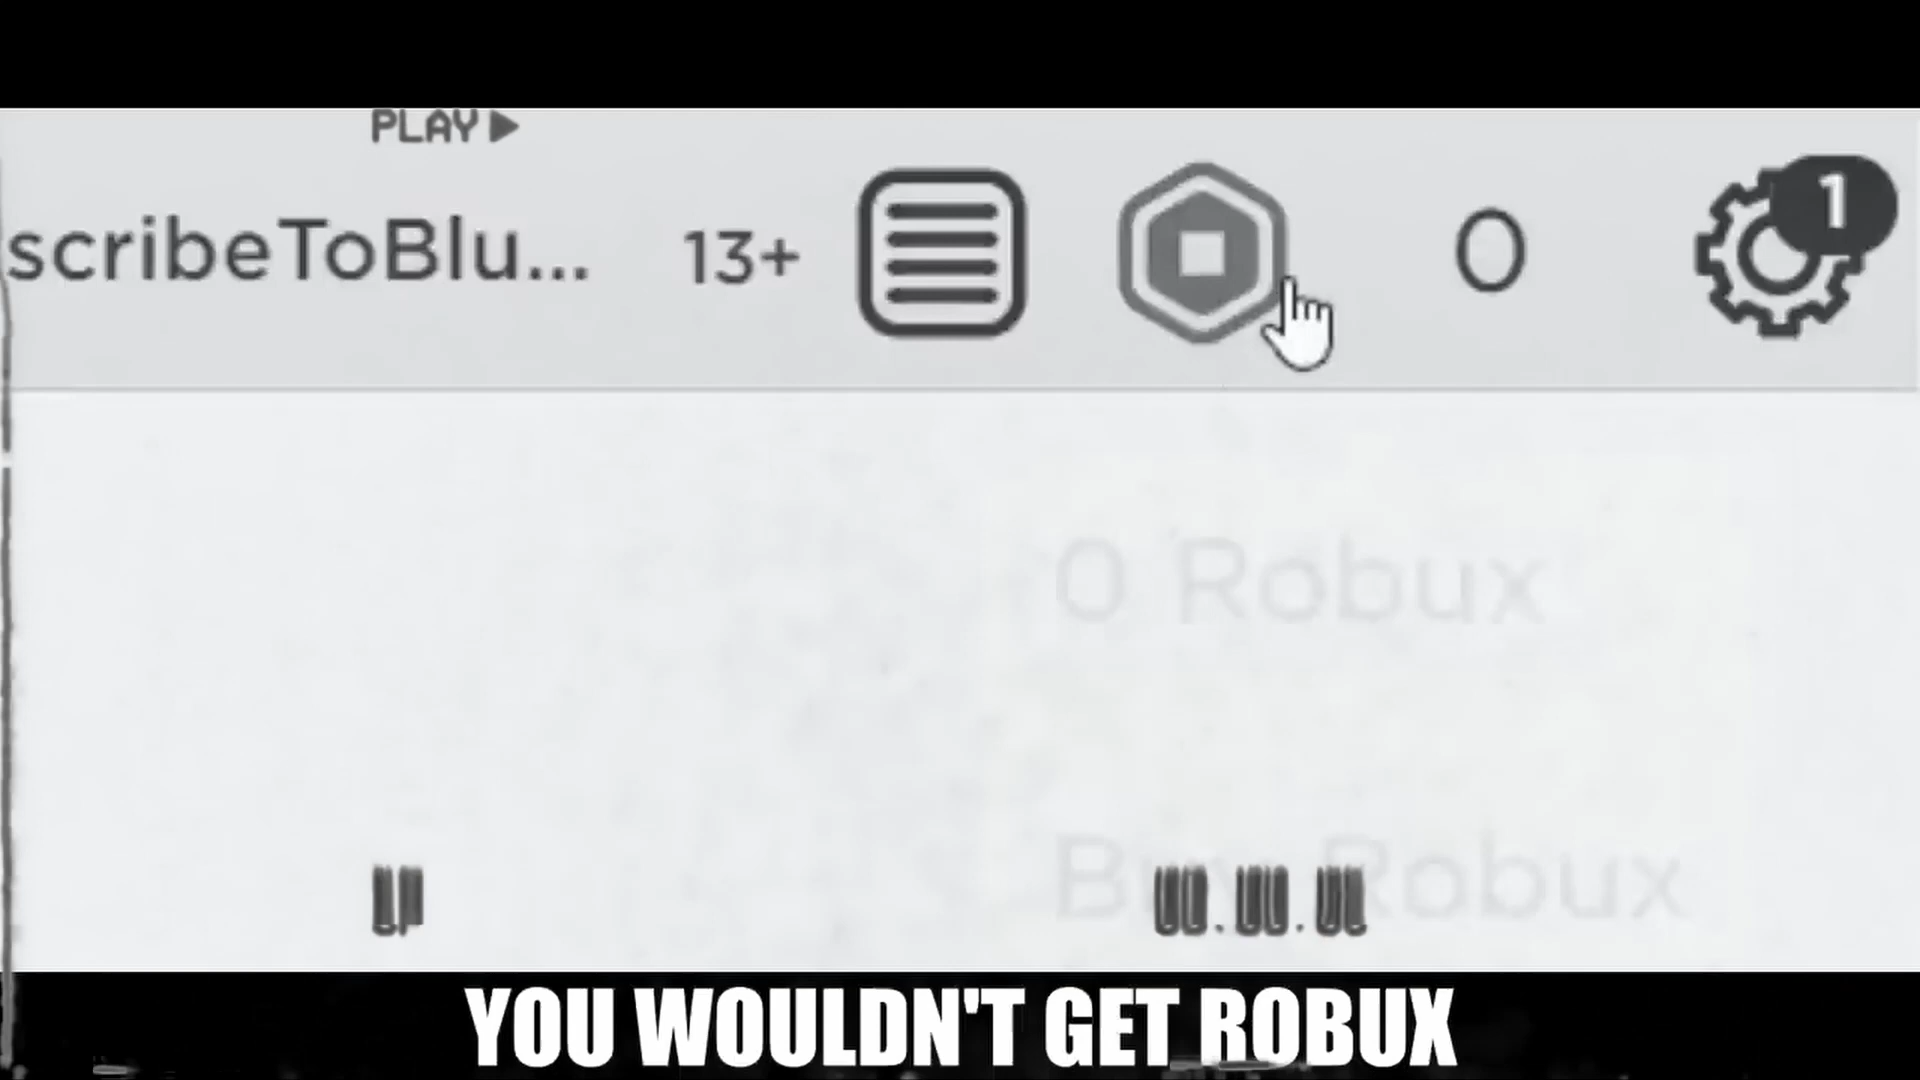 PLAY
scribeToBlu...
13+
0
1
0 Robux
Buy Robux
YOU WOULDN'T GET ROBUX